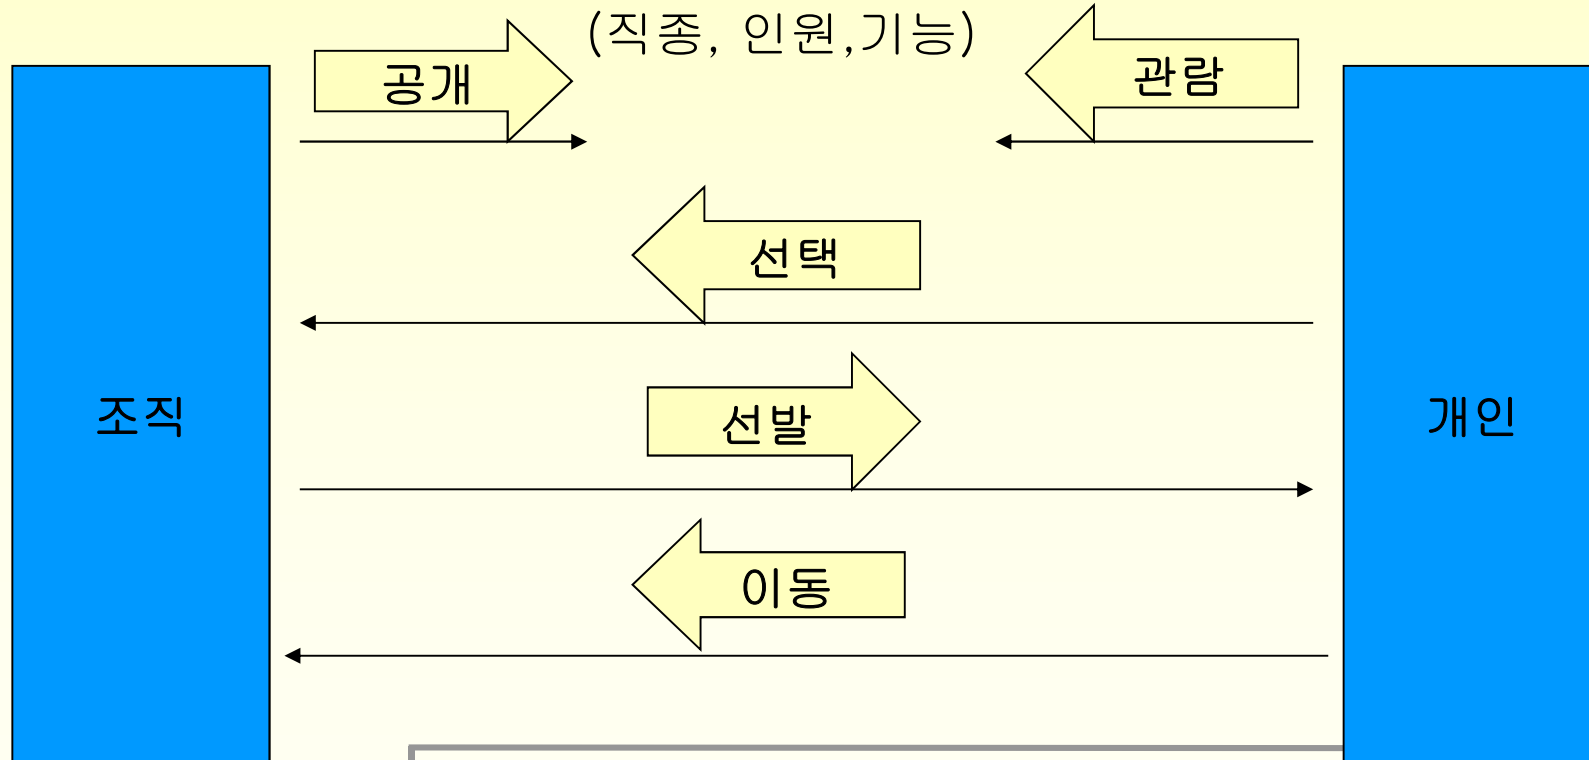 (직종, 인원,기능)
공개
관람
선택
선발
조직
개인
이동